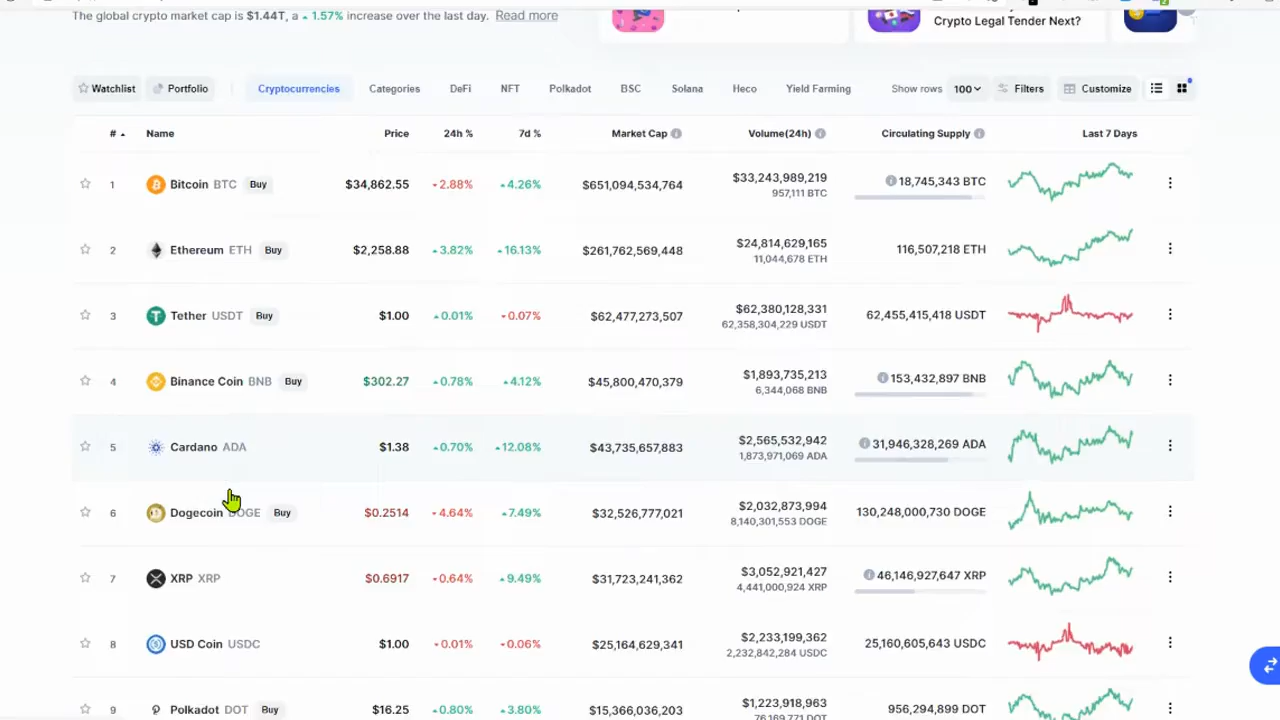 The global crypto market cap is $1.44T, a 1.57% increase over the last day. Read more
Crypto Legal Tender Next?
Watchlist Portfolio Cryptocurrencies Categories DeFi NFT Polkadot BSC Solana Heco Yield Farming Show rows 100 Filters Customize
# Name Price 24h % 7d % Market Cap Volume(24h) Circulating Supply Last 7 Days
1 Bitcoin BTC Buy $34,862.55 2.88% 4.26% $651,094,534,764 $33,243,989,219 18,745,343 BTC
957,111 BTC
2 Ethereum ETH Buy $2,258.88 3.82% 16.13% $261,762,569,448 $24,814,629,165 116,507,218 ETH
11,044,678 ETH
3 Tether USDT Buy $1.00 0.01% 0.07% $62,477,273,507 $62,380,128,331 62,455,415,418 USDT
62,358,304,229 USDT
4 Binance Coin BNB Buy $302.27 0.78% 4.12% $45,800,470,379 $1,893,735,213 153,432,897 BNB
6,344,068 BNB
5 Cardano ADA $1.38 0.70% 12.08% $43,735,657,883 $2,565,532,942 31,946,328,269 ADA
1,873,971,069 ADA
6 Dogecoin DOGE Buy $0.2514 4.64% 7.49% $32,526,777,021 $2,032,873,994 130,248,000,730 DOGE
8,140,301,553 DOGE
7 XRP XRP $0.6917 0.64% 9.49% $31,723,241,362 $3,052,921,427 46,146,927,647 XRP
4,441,000,924 XRP
8 USD Coin USDC $1.00 0.01% 0.06% $25,164,629,341 $2,233,199,362 25,160,605,643 USDC
2,232,842,284 USDC
9 Polkadot DOT Buy $16.25 0.80% 3.80% $15,366,036,203 $1,223,918,963 956,294,899 DOT
76,169,771 DOT